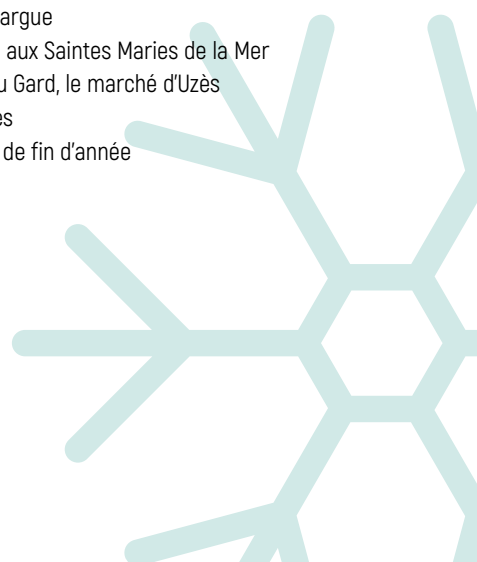 argue
aux Saintes Maries de la Mer
u Gard, le marché d'Uzès
es
de fin d'année